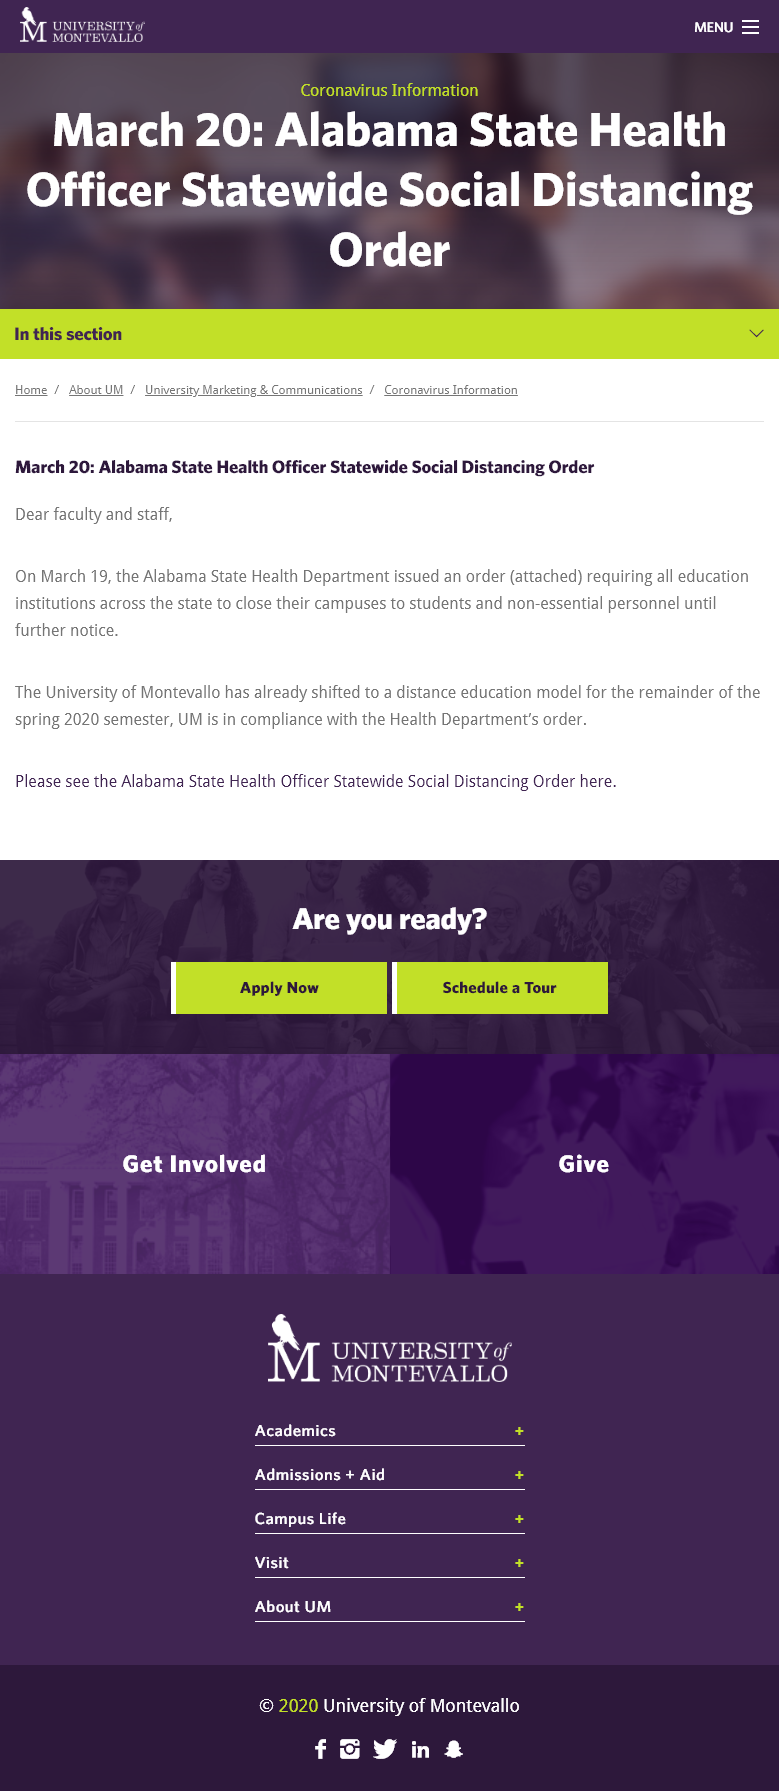 UNIVERSITY of
MONTEVALLO
MENU
Coronavirus Information
March 20: Alabama State Health
Officer Statewide Social Distancing
Order
In this section
Home / About UM / University Marketing & Communications / Coronavirus Information
March 20: Alabama State Health Officer Statewide Social Distancing Order
Dear faculty and staff,
On March 19, the Alabama State Health Department issued an order (attached) requiring all education
institutions across the state to close their campuses to students and non-essential personnel until
further notice.
The University of Montevallo has already shifted to a distance education model for the remainder of the
spring 2020 semester, UM is in compliance with the Health Department’s order.
Please see the Alabama State Health Officer Statewide Social Distancing Order here.
Are you ready?
Apply Now
Schedule a Tour
Get Involved
Give
M UNIVERSITY of
MONTEVALLO
Academics +
Admissions + Aid +
Campus Life +
Visit +
About UM +
© 2020 University of Montevallo